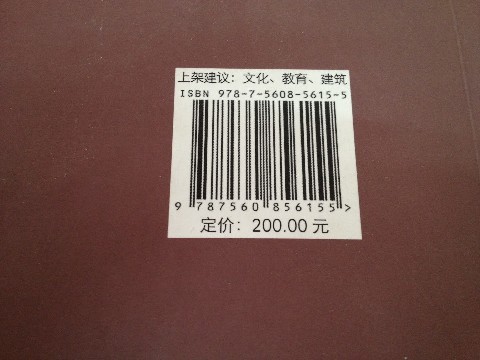 上架建议：文化、教育、建筑
ISBN 978-7-5608-5615-5
9 787560 856155 >
定价：200.00 元